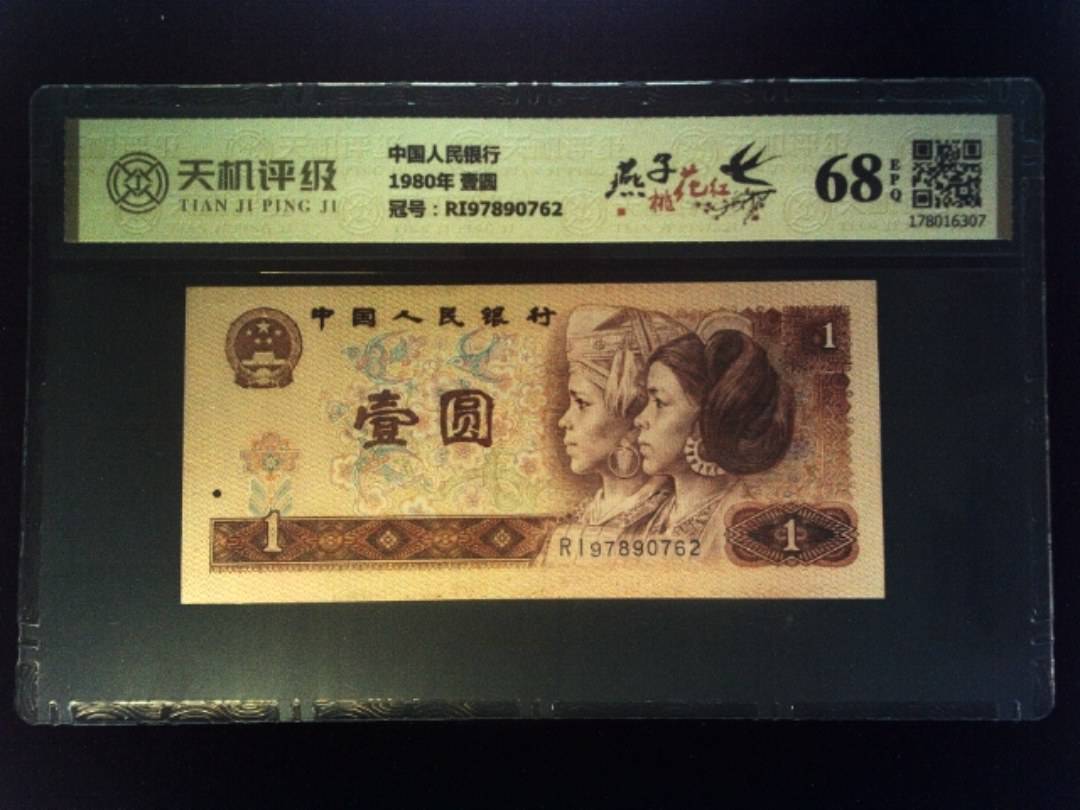 天机评级
TIAN JI PING JI
中国人民银行
1980年 壹圆
冠号：RI97890762
燕子
桃花红
68
EPQ
178016307
中国人民银行
壹圆
1
1
RI97890762
1